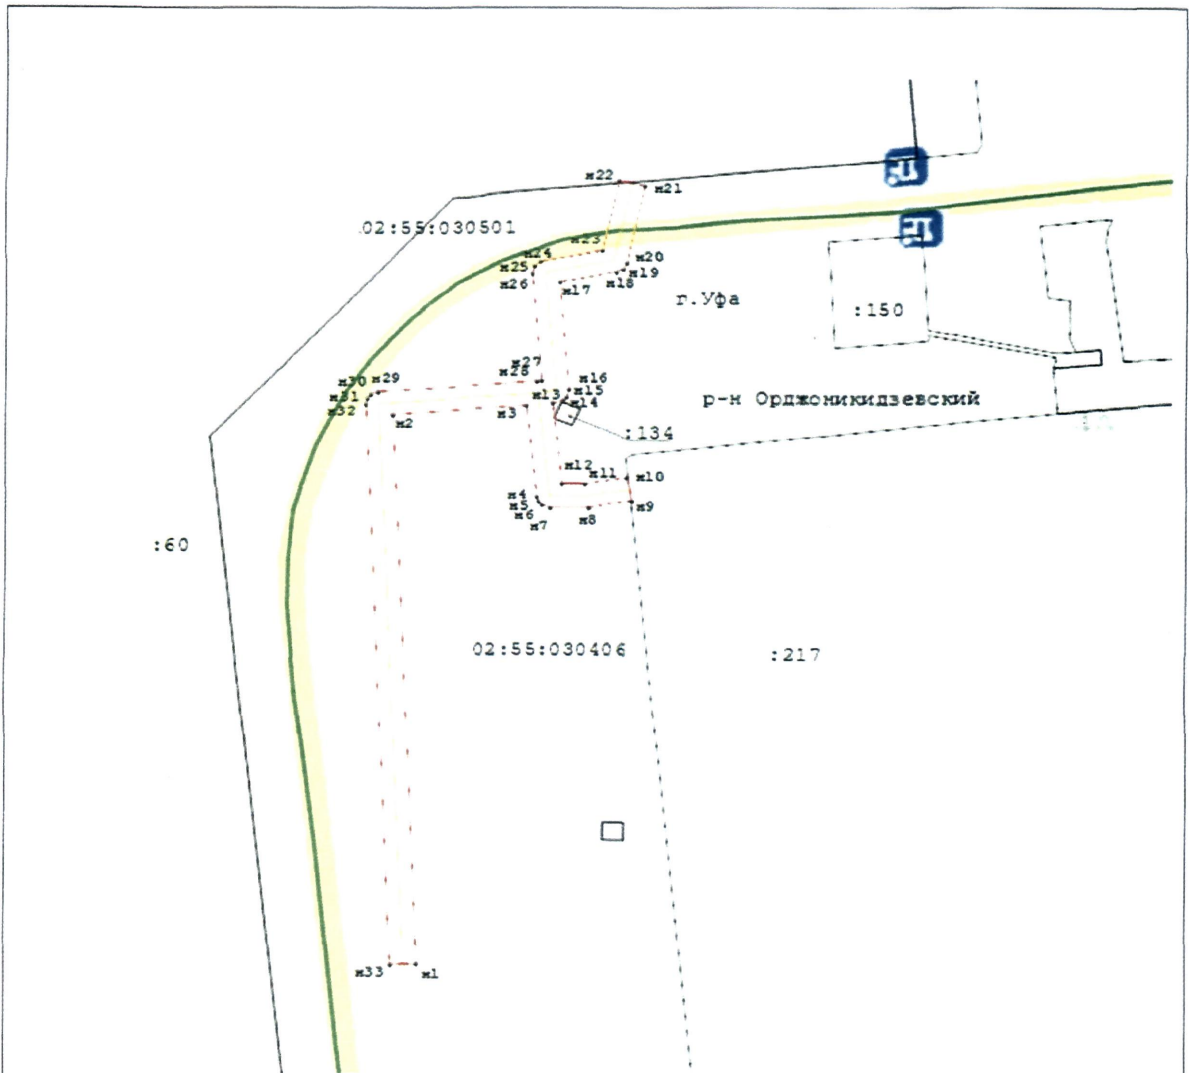 н22
н21
02:55:030501
н23
н24
н25
н26
н20
н19
н18
н17
г.Уфа
:150
н27
н28
н30
н29
н31
н32
н16
н15
н13
н14
н2
н3
р-н Орджоникидзевский
:134
н12
н11
н10
н4
н5
н6
н7
н8
н9
:60
02:55:030406
:217
н33
н1